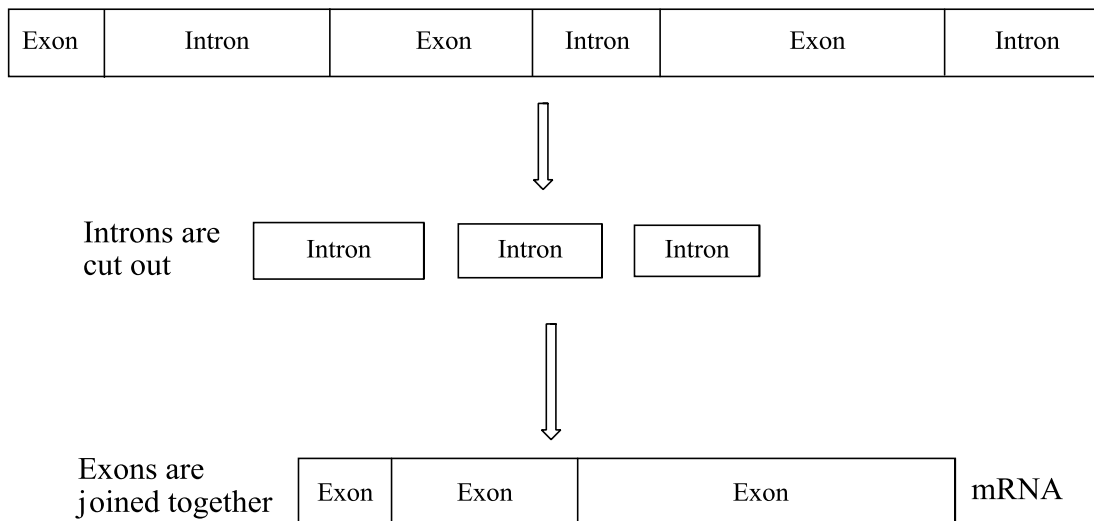 Exon Intron Exon Intron Exon Intron
Introns are
cut out
Intron Intron Intron
Exons are
joined together
Exon Exon Exon
mRNA